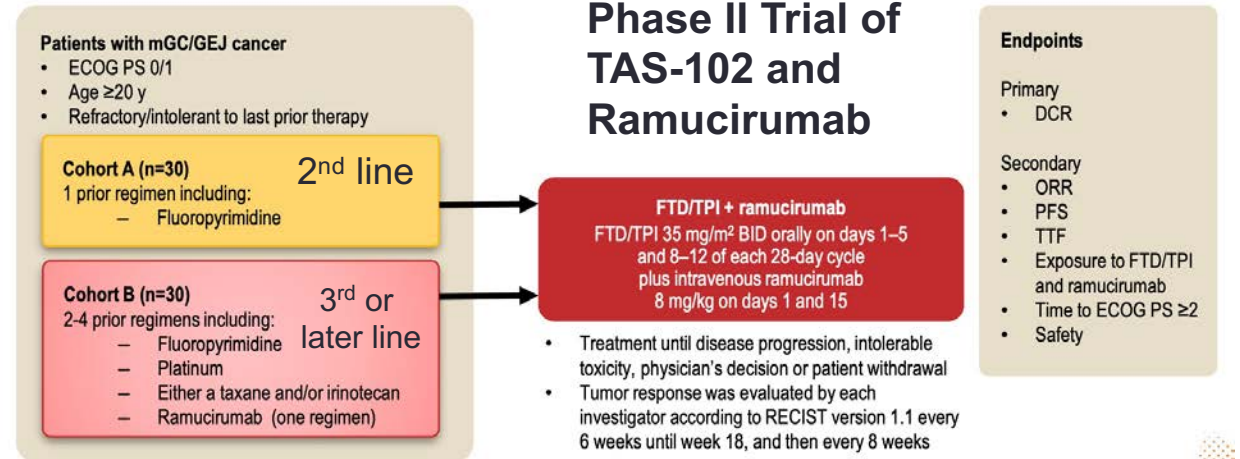 Phase II Trial of
TAS-102 and
Ramucirumab
Patients with mGC/GEJ cancer
• ECOG PS 0/1
• Age ≥20 y
• Refractory/intolerant to last prior therapy
Cohort A (n=30)
2nd line
1 prior regimen including:
– Fluoropyrimidine
Cohort B (n=30)
3rd or
later line
2-4 prior regimens including:
– Fluoropyrimidine
– Platinum
– Either a taxane and/or irinotecan
– Ramucirumab (one regimen)
FTD/TPI + ramucirumab
FTD/TPI 35 mg/m² BID orally on days 1–5
and 8–12 of each 28-day cycle
plus intravenous ramucirumab
8 mg/kg on days 1 and 15
• Treatment until disease progression, intolerable
toxicity, physician's decision or patient withdrawal
• Tumor response was evaluated by each
investigator according to RECIST version 1.1 every
6 weeks until week 18, and then every 8 weeks
Endpoints
Primary
• DCR
Secondary
• ORR
• PFS
• TTF
• Exposure to FTD/TPI
and ramucirumab
• Time to ECOG PS ≥2
• Safety